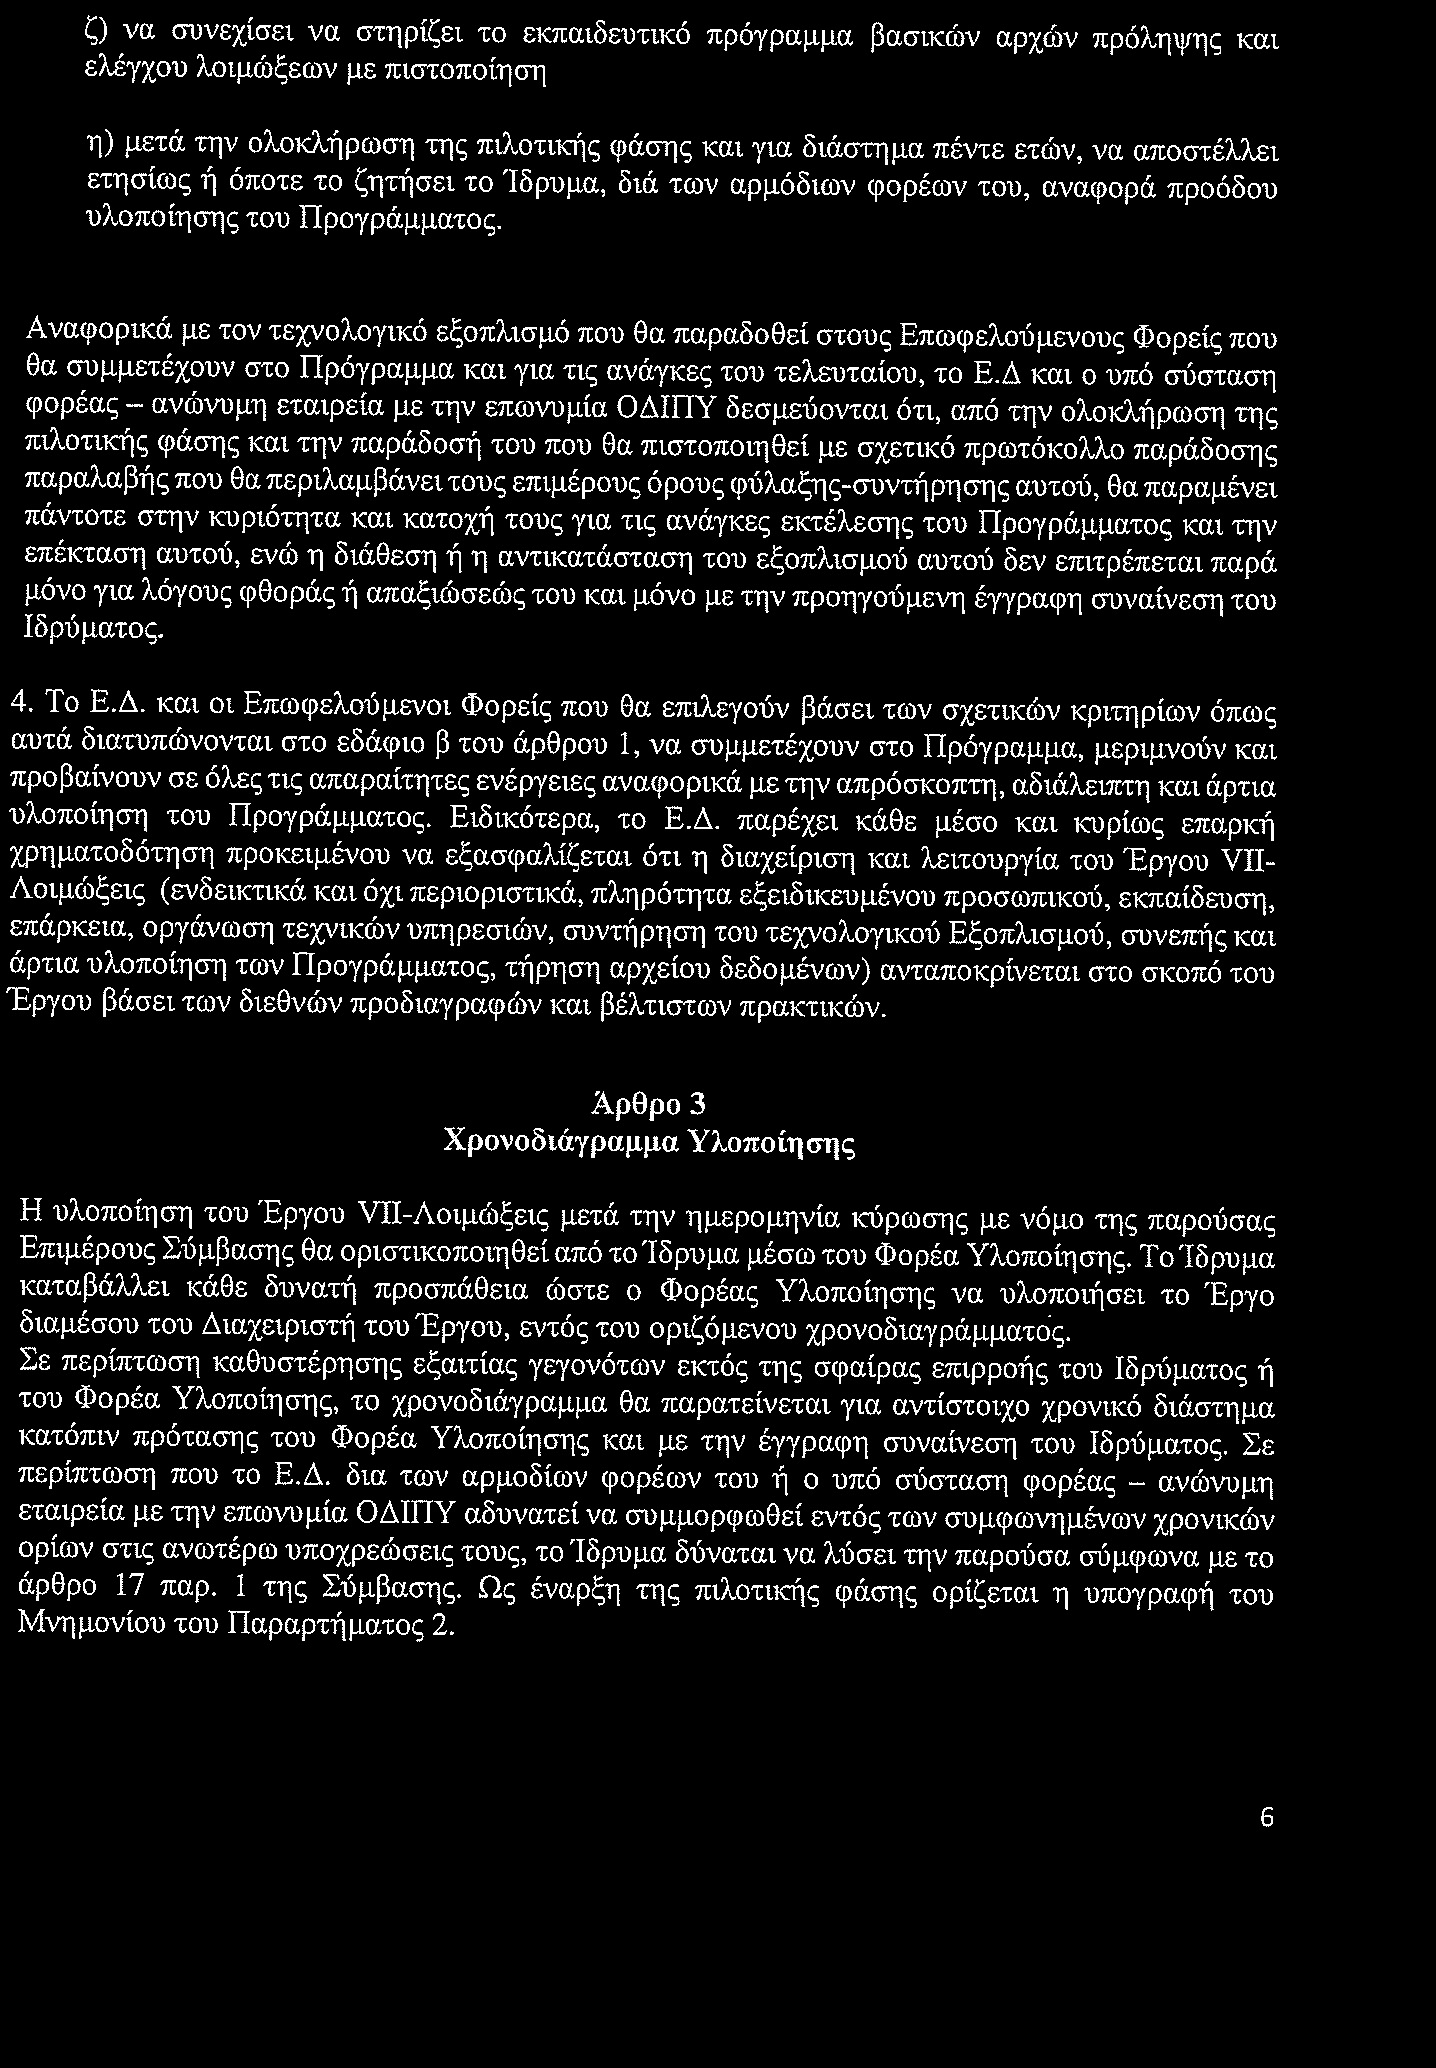 ζ) να συνεχίσει να στηρίζει το εκπαιδευτικό πρόγραμμα βασικών αρχών πρόληψης και
ελέγχου λοιμώξεων με πιστοποίηση
η) μετά την ολοκλήρωση της πιλοτικής φάσης και για διάστημα πέντε ετών, να αποστέλλει
ετησίως ή όποτε το ζητήσει το Ίδρυμα, διά των αρμόδιων φορέων του, αναφορά προόδου
υλοποίησης του Προγράμματος.
Αναφορικά με τον τεχνολογικό εξοπλισμό που θα παραδοθεί στους Επωφελούμενους Φορείς που
θα συμμετέχουν στο Πρόγραμμα και για τις ανάγκες του τελευταίου, το Ε.Δ και ο υπό σύσταση
φορέας – ανώνυμη εταιρεία με την επωνυμία ΟΔΙΠΥ δεσμεύονται ότι, από την ολοκλήρωση της
πιλοτικής φάσης και την παράδοσή του που θα πιστοποιηθεί με σχετικό πρωτόκολλο παράδοσης
παραλαβής που θα περιλαμβάνει τους επιμέρους όρους φύλαξης-συντήρησης αυτού, θα παραμένει
πάντοτε στην κυριότητα και κατοχή τους για τις ανάγκες εκτέλεσης του Προγράμματος και την
επέκταση αυτού, ενώ η διάθεση ή η αντικατάσταση του εξοπλισμού αυτού δεν επιτρέπεται παρά
μόνο για λόγους φθοράς ή απαξιώσεώς του και μόνο με την προηγούμενη έγγραφη συναίνεση του
Ιδρύματος.
4. Το Ε.Δ. και οι Επωφελούμενοι Φορείς που θα επιλεγούν βάσει των σχετικών κριτηρίων όπως
αυτά διατυπώνονται στο εδάφιο β του άρθρου 1, να συμμετέχουν στο Πρόγραμμα, μεριμνούν και
προβαίνουν σε όλες τις απαραίτητες ενέργειες αναφορικά με την απρόσκοπτη, αδιάλειπτη και άρτια
υλοποίηση του Προγράμματος. Ειδικότερα, το Ε.Δ. παρέχει κάθε μέσο και κυρίως επαρκή
χρηματοδότηση προκειμένου να εξασφαλίζεται ότι η διαχείριση και λειτουργία του Έργου VII-
Λοιμώξεις (ενδεικτικά και όχι περιοριστικά, πληρότητα εξειδικευμένου προσωπικού, εκπαίδευση,
επάρκεια, οργάνωση τεχνικών υπηρεσιών, συντήρηση του τεχνολογικού Εξοπλισμού, συνεπής και
άρτια υλοποίηση των Προγράμματος, τήρηση αρχείου δεδομένων) ανταποκρίνεται στο σκοπό του
Έργου βάσει των διεθνών προδιαγραφών και βέλτιστων πρακτικών.
Άρθρο 3
Χρονοδιάγραμμα Υλοποίησης
Η υλοποίηση του Έργου VII-Λοιμώξεις μετά την ημερομηνία κύρωσης με νόμο της παρούσας
Επιμέρους Σύμβασης θα οριστικοποιηθεί από το Ίδρυμα μέσω του Φορέα Υλοποίησης. Το Ίδρυμα
καταβάλλει κάθε δυνατή προσπάθεια ώστε ο Φορέας Υλοποίησης να υλοποιήσει το Έργο
διαμέσου του Διαχειριστή του Έργου, εντός του οριζόμενου χρονοδιαγράμματος.
Σε περίπτωση καθυστέρησης εξαιτίας γεγονότων εκτός της σφαίρας επιρροής του Ιδρύματος ή
του Φορέα Υλοποίησης, το χρονοδιάγραμμα θα παρατείνεται για αντίστοιχο χρονικό διάστημα
κατόπιν πρότασης του Φορέα Υλοποίησης και με την έγγραφη συναίνεση του Ιδρύματος. Σε
περίπτωση που το Ε.Δ. δια των αρμοδίων φορέων του ή ο υπό σύσταση φορέας – ανώνυμη
εταιρεία με την επωνυμία ΟΔΙΠΥ αδυνατεί να συμμορφωθεί εντός των συμφωνημένων χρονικών
ορίων στις ανωτέρω υποχρεώσεις τους, το Ίδρυμα δύναται να λύσει την παρούσα σύμφωνα με το
άρθρο 17 παρ. 1 της Σύμβασης. Ως έναρξη της πιλοτικής φάσης ορίζεται η υπογραφή του
Μνημονίου του Παραρτήματος 2.
6